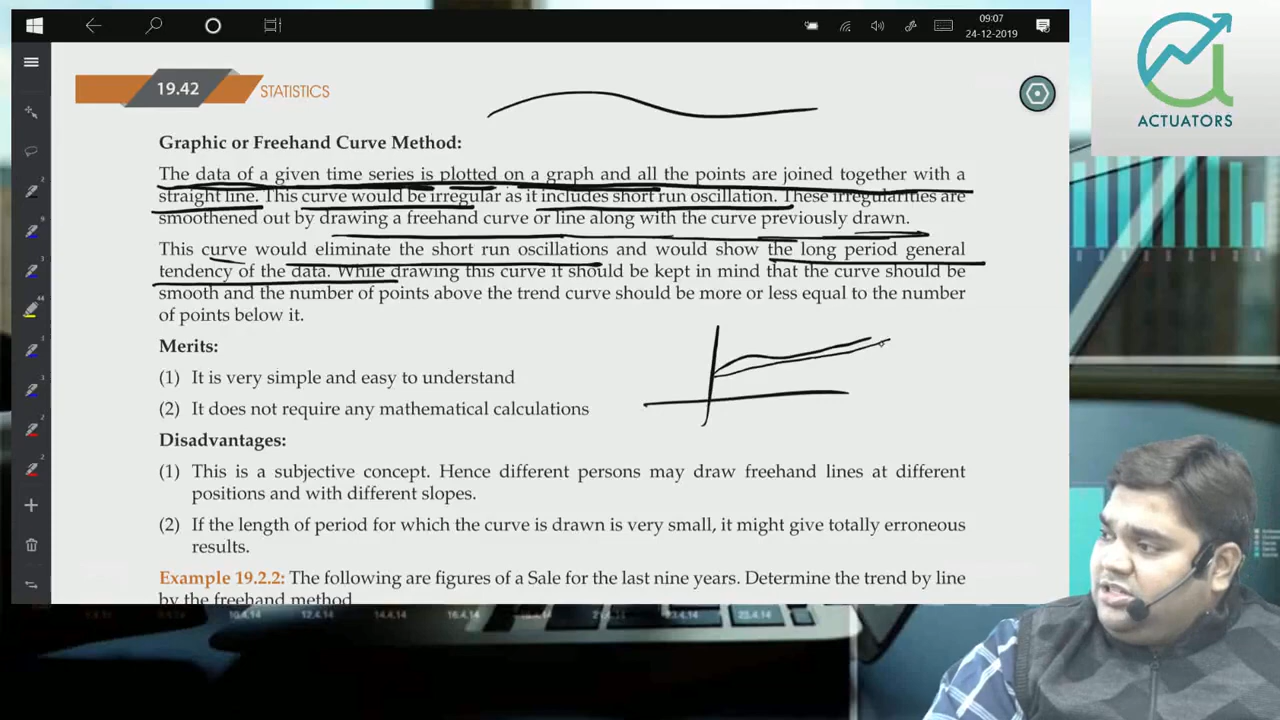 09:07
24-12-2019
ACTUATORS
19.42
STATISTICS
Graphic or Freehand Curve Method:
The data of a given time series is plotted on a graph and all the points are joined together with a
straight line. This curve would be irregular as it includes short run oscillation. These irregularities are
smoothened out by drawing a freehand curve or line along with the curve previously drawn.
This curve would eliminate the short run oscillations and would show the long period general
tendency of the data. While drawing this curve it should be kept in mind that the curve should be
smooth and the number of points above the trend curve should be more or less equal to the number
of points below it.
Merits:
(1) It is very simple and easy to understand
(2) It does not require any mathematical calculations
Disadvantages:
(1) This is a subjective concept. Hence different persons may draw freehand lines at different
positions and with different slopes.
(2) If the length of period for which the curve is drawn is very small, it might give totally erroneous
results.
Example 19.2.2: The following are figures of a Sale for the last nine years. Determine the trend by line
by the freehand method